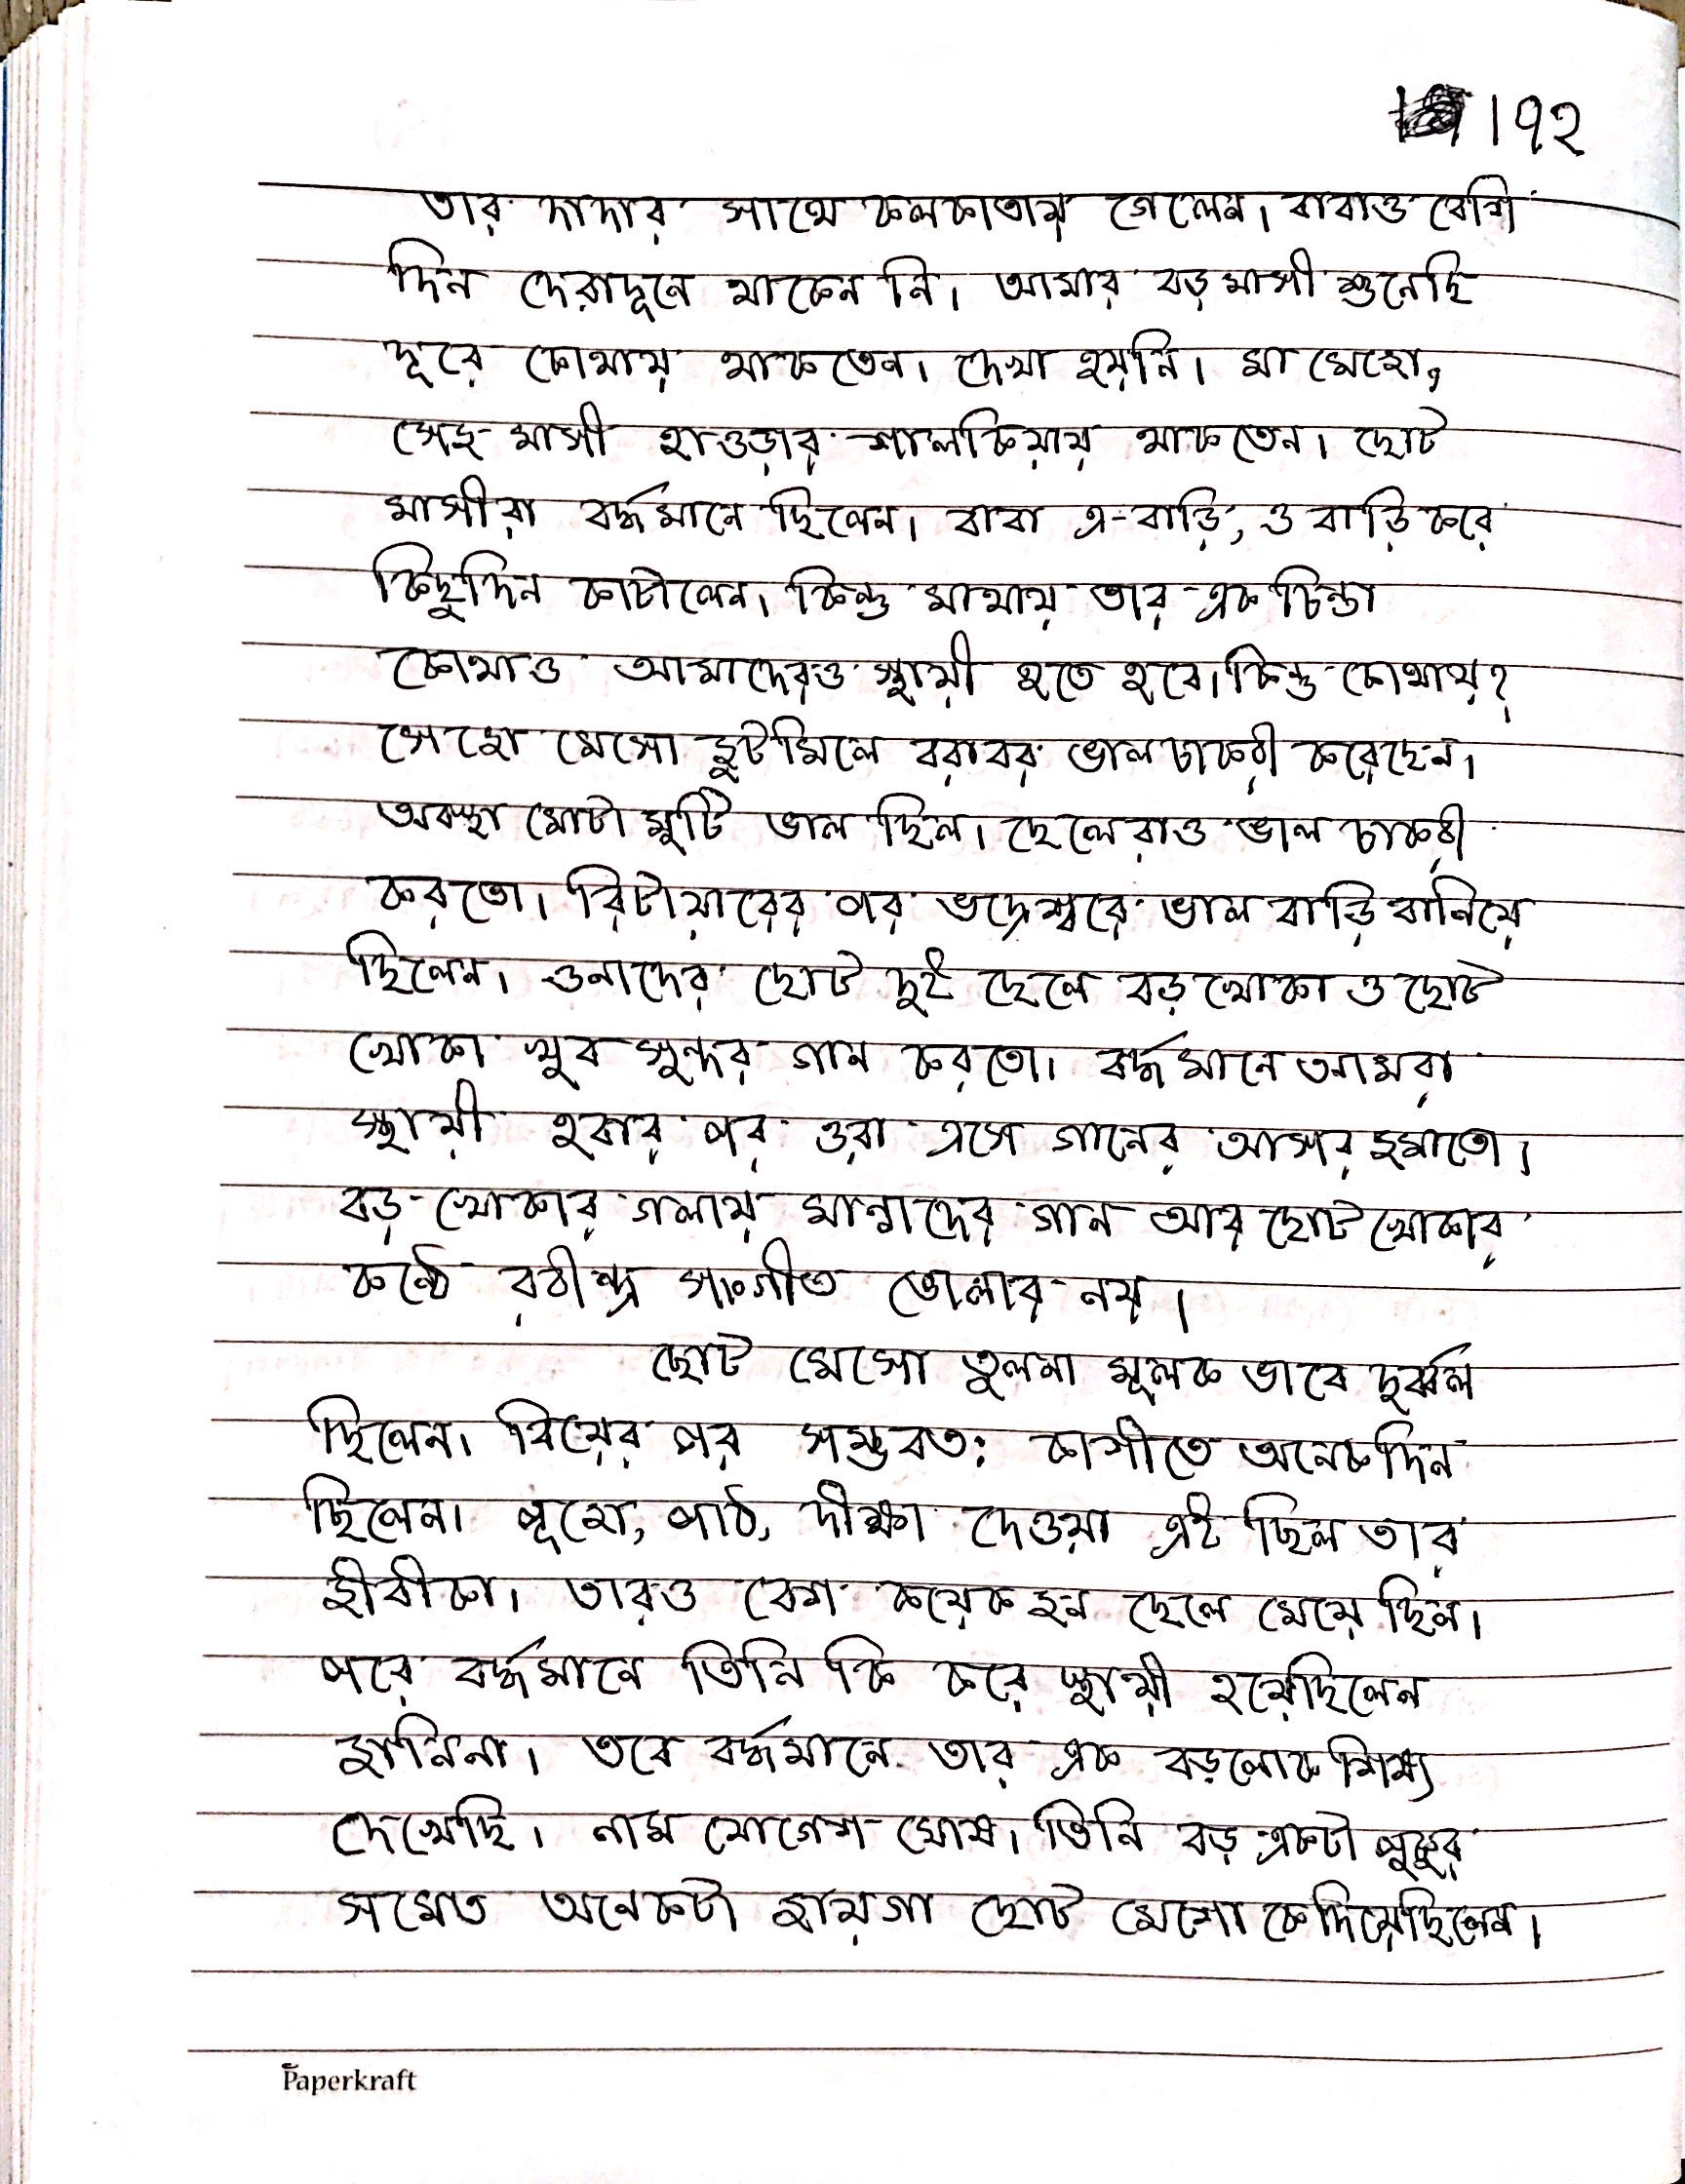 ।৭২
তার দাদার সাথে কলকাতায় গেলেন। বাবাও বেশি
দিন দেরাদূনে থাকেন নি। আমার বড় মাসী শুনেছি
দূরে কোথায় থাকতেন। দেখা হয়নি। মা মেজো,
সেজ মাসী হাওড়ার শালকিয়ায় থাকতেন। ছোট
মাসীরা বর্দ্ধমানে ছিলেন। বাবা এ-বাড়ি, ও বাড়ি করে
কিছুদিন কাটালেন। কিন্তু মাথায় তার এক চিন্তা
কোথাও আমাদেরও স্থায়ী হতে হবে। কিন্তু কোথায়?
সেজো মেসো জুটমিলে বরাবর ভাল চাকরী করেছেন।
অবস্থা মোটামুটি ভাল ছিল। ছেলেরাও ভাল চাকরী
করতো। রিটায়ারের পর ভদ্রেশ্বরে ভাল বাড়ি বানিয়ে
ছিলেন। ওনাদের ছোট দুই ছেলে বড় খোকা ও ছোট
খোকা খুব সুন্দর গান করতো। বর্দ্ধমানে আমরা
স্থায়ী হবার পর ওরা এসে গানের আসর জমাতো।
বড় খোকার গলায় মান্নাদের গান আর ছোট খোকার
কন্ঠে রবীন্দ্র সংগীত ভোলার নয়।
ছোট মেসো তুলনা মূলক ভাবে দুর্ব্বল
ছিলেন। বিয়ের পর সম্ভবতঃ কাশীতে অনেকদিন
ছিলেন। পূজো, পাঠ, দীক্ষা দেওয়া এই ছিল তার
জীবীকা। তারও বেশ কয়েকজন ছেলে মেয়ে ছিল।
পরে বর্দ্ধমানে তিনি কি করে স্থায়ী হয়েছিলেন
জানিনা। তবে বর্দ্ধমানে তার এক বড়লোক শিষ্য
দেখেছি। নাম যোগেশ ঘোষ। তিনি বড় একটা পুকুর
সমেত অনেকটা জায়গা ছোট মেশোকে দিয়েছিলেন।
Paperkraft